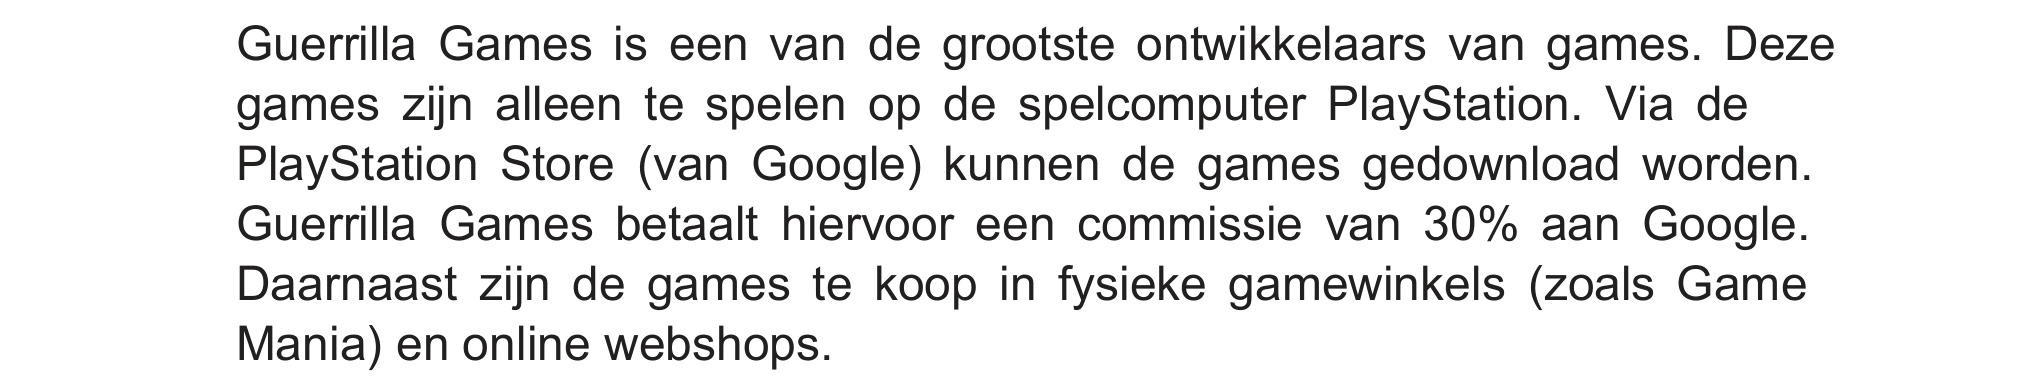 Guerrilla Games is een van de grootste ontwikkelaars van games. Deze
games zijn alleen te spelen op de spelcomputer PlayStation. Via de
PlayStation Store (van Google) kunnen de games gedownload worden.
Guerrilla Games betaalt hiervoor een commissie van 30% aan Google.
Daarnaast zijn de games te koop in fysieke gamewinkels (zoals Game
Mania) en online webshops.